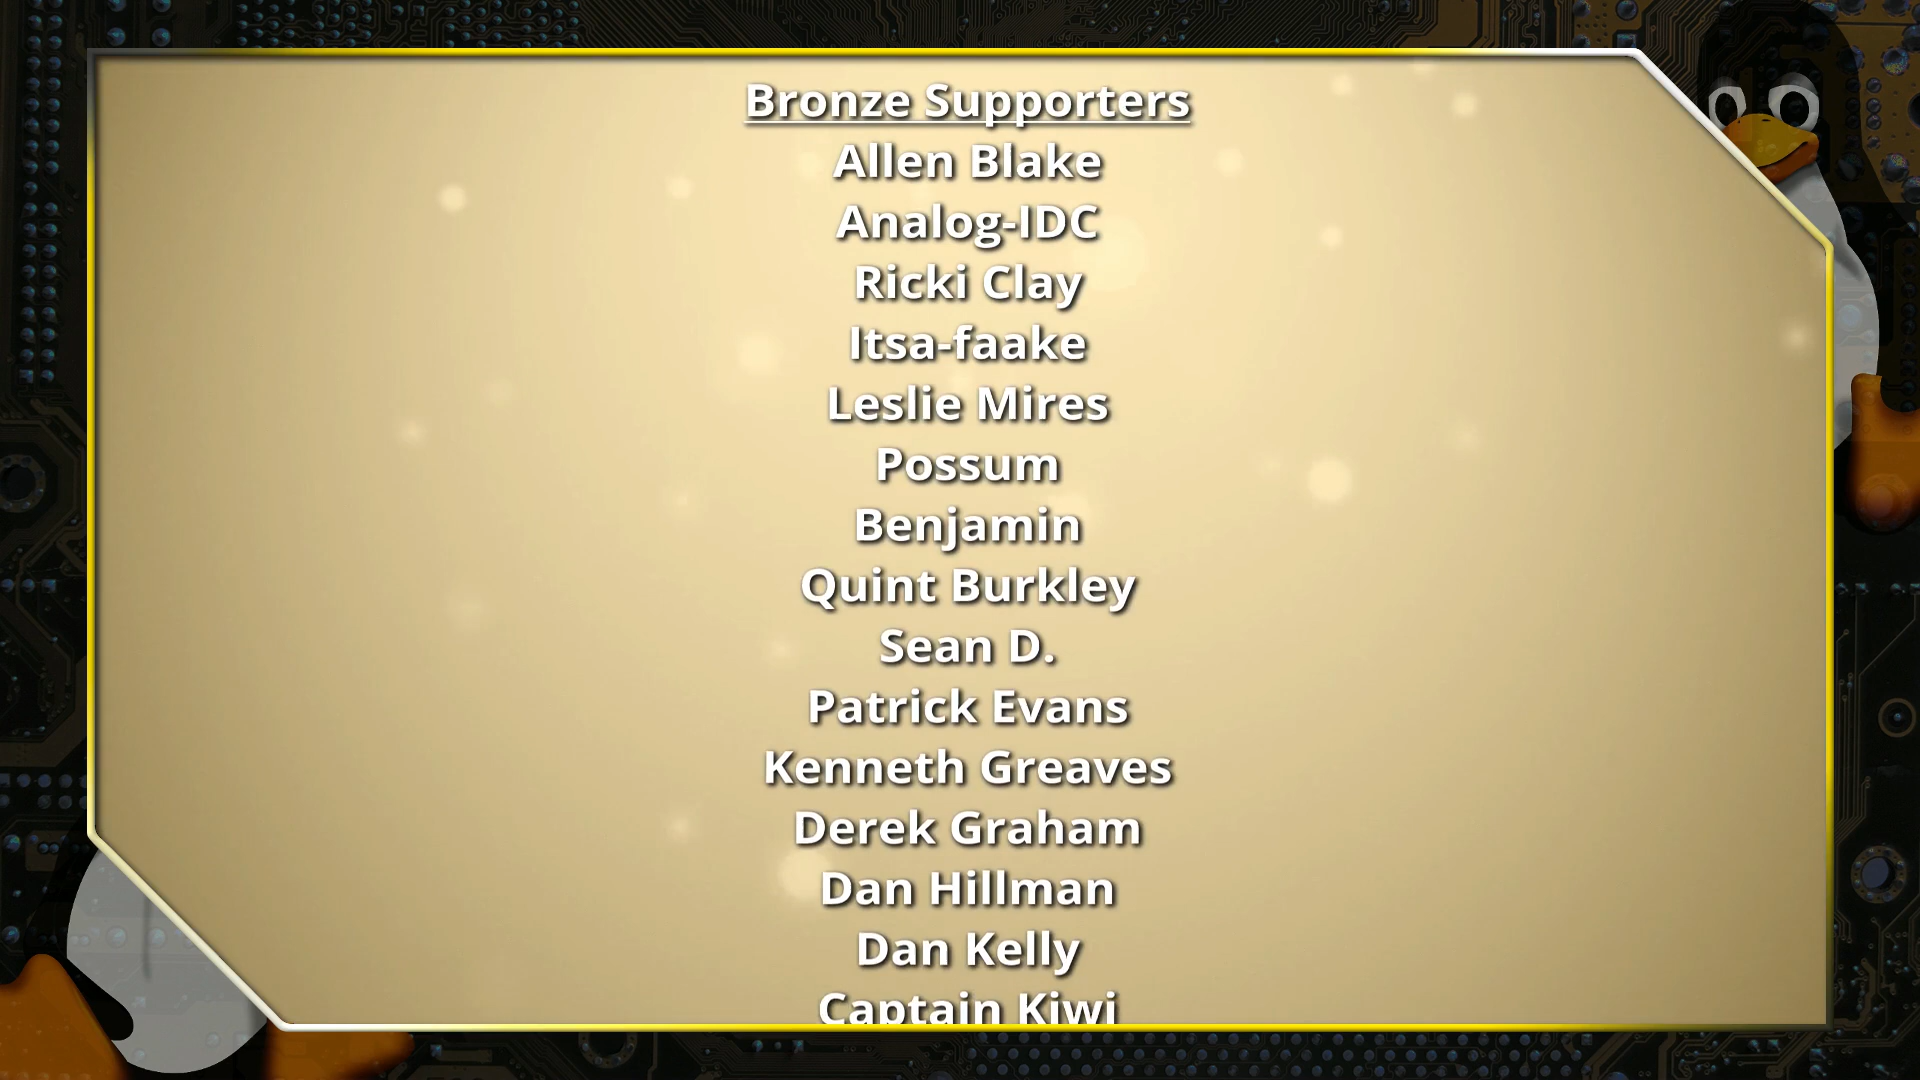 Bronze Supporters
Allen Blake
Analog-IDC
Ricki Clay
Itsa-faake
Leslie Mires
Possum
Benjamin
Quint Burkley
Sean D.
Patrick Evans
Kenneth Greaves
Derek Graham
Dan Hillman
Dan Kelly
Captain Kiwi